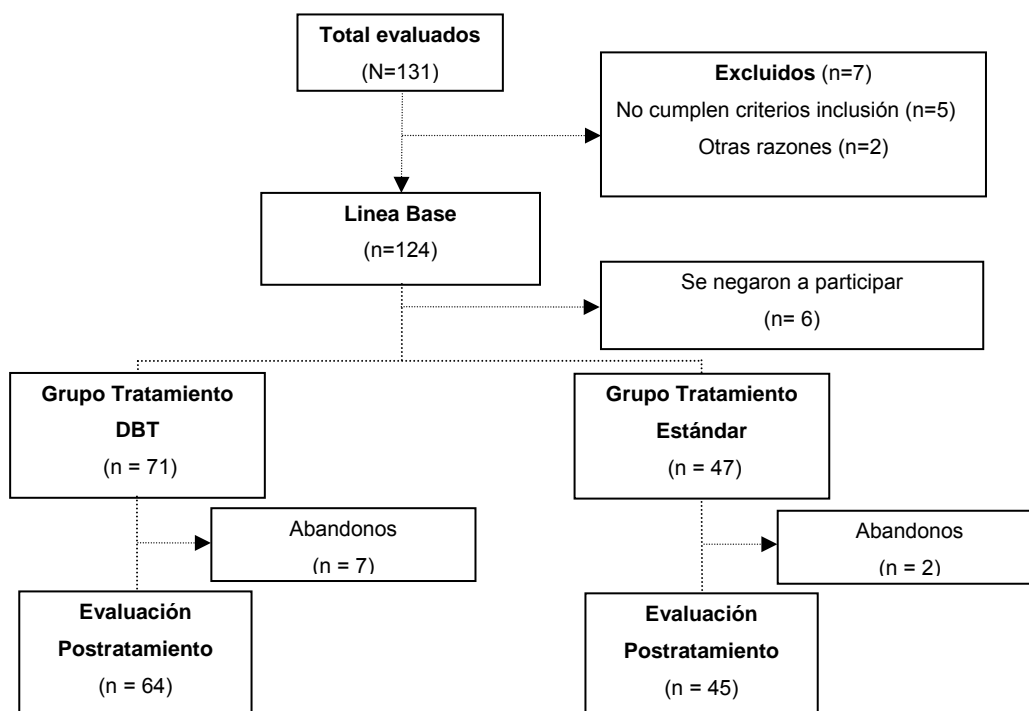 Total evaluados
(N=131)
Excluidos (n=7)
No cumplen criterios inclusión (n=5)
Otras razones (n=2)
Linea Base
(n=124)
Se negaron a participar
(n= 6)
Grupo Tratamiento
DBT
(n = 71)
Grupo Tratamiento
Estándar
(n = 47)
Abandonos
(n = 7)
Abandonos
(n = 2)
Evaluación
Postratamiento
(n = 64)
Evaluación
Postratamiento
(n = 45)